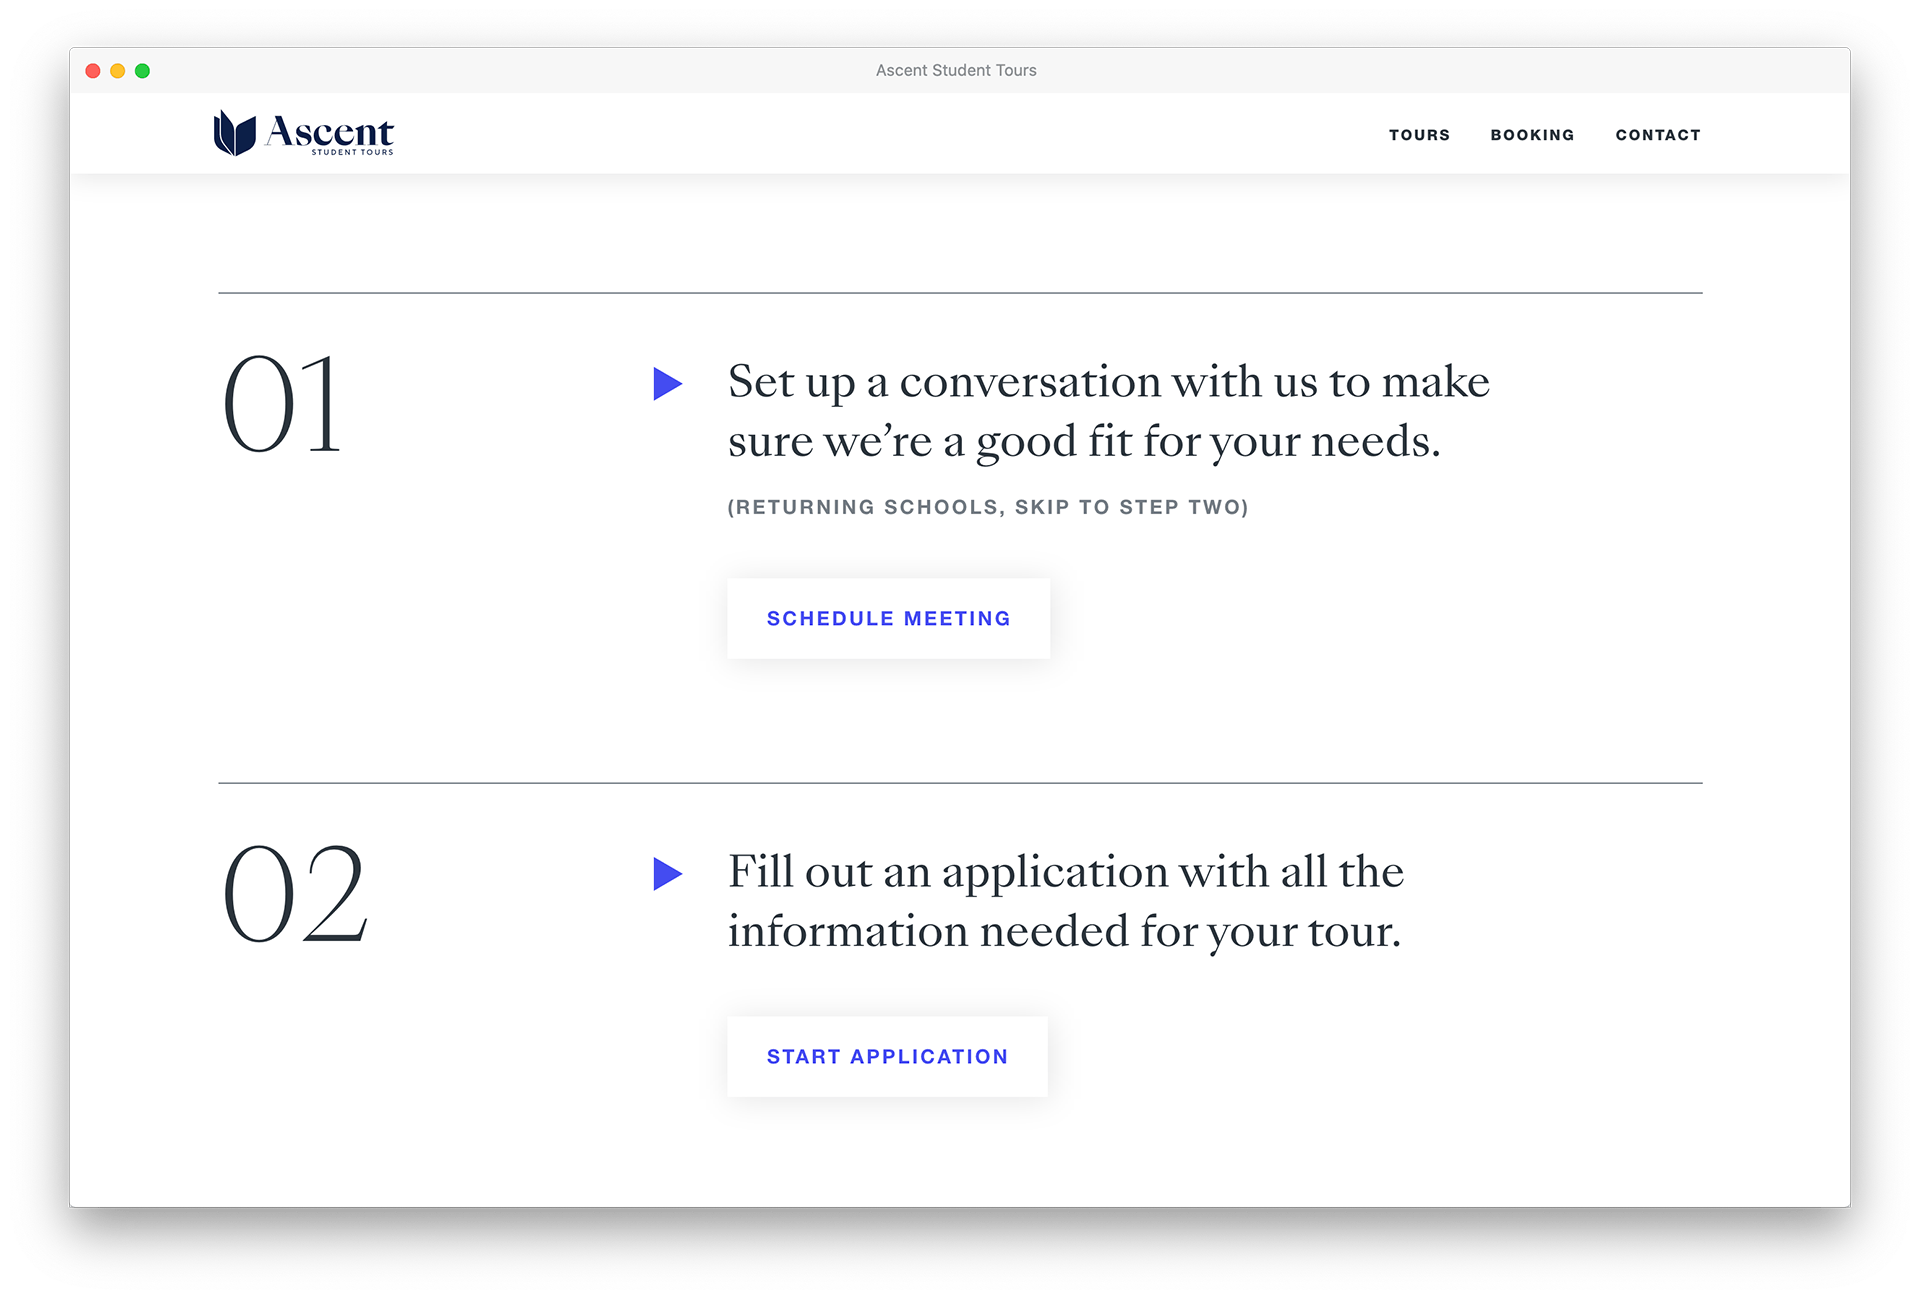 Ascent Student Tours
Ascent
STUDENT TOURS
TOURS
BOOKING
CONTACT
01
Set up a conversation with us to make
sure we’re a good fit for your needs.
(RETURNING SCHOOLS, SKIP TO STEP TWO)
SCHEDULE MEETING
02
Fill out an application with all the
information needed for your tour.
START APPLICATION